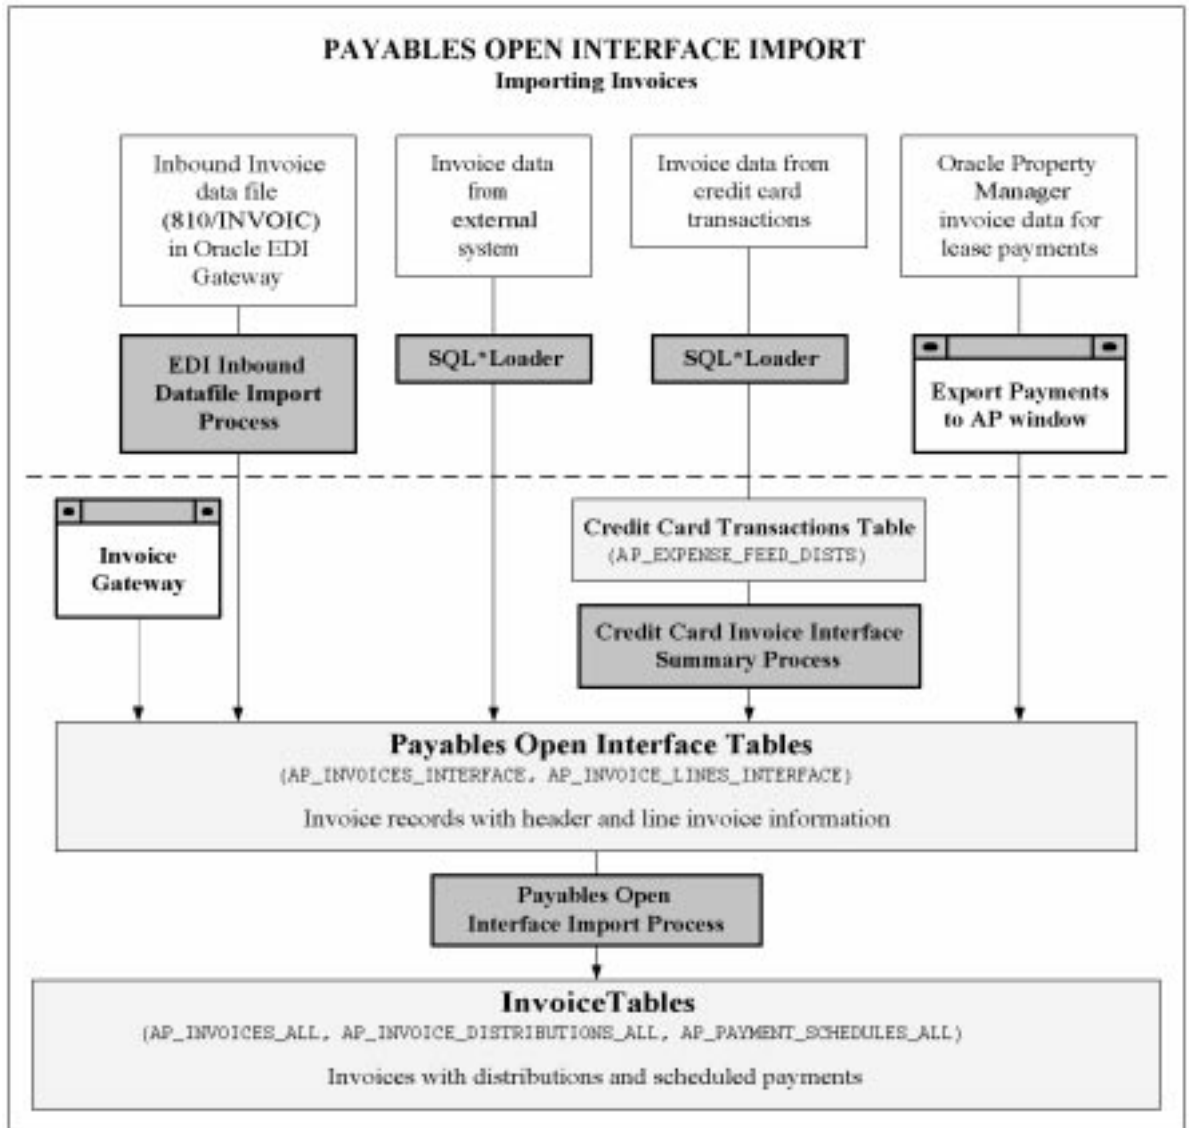 PAYABLES OPEN INTERFACE IMPORT
Importing Invoices
Inbound Invoice
data file
(810/INVOIC)
in Oracle EDI
Gateway
Invoice data
from
external
system
Invoice data from
credit card
transactions
Oracle Property
Manager
invoice data for
lease payments
EDI Inbound
Datafile Import
Process
SQL*Loader
SQL*Loader
Export Payments
to AP window
Invoice
Gateway
Credit Card Transactions Table
(AP_EXPENSE_FEED_DISTS)
Credit Card Invoice Interface
Summary Process
Payables Open Interface Tables
(AP_INVOICES_INTERFACE, AP_INVOICE_LINES_INTERFACE)
Invoice records with header and line invoice information
Payables Open
Interface Import Process
InvoiceTables
(AP_INVOICES_ALL, AP_INVOICE_DISTRIBUTIONS_ALL, AP_PAYMENT_SCHEDULES_ALL)
Invoices with distributions and scheduled payments